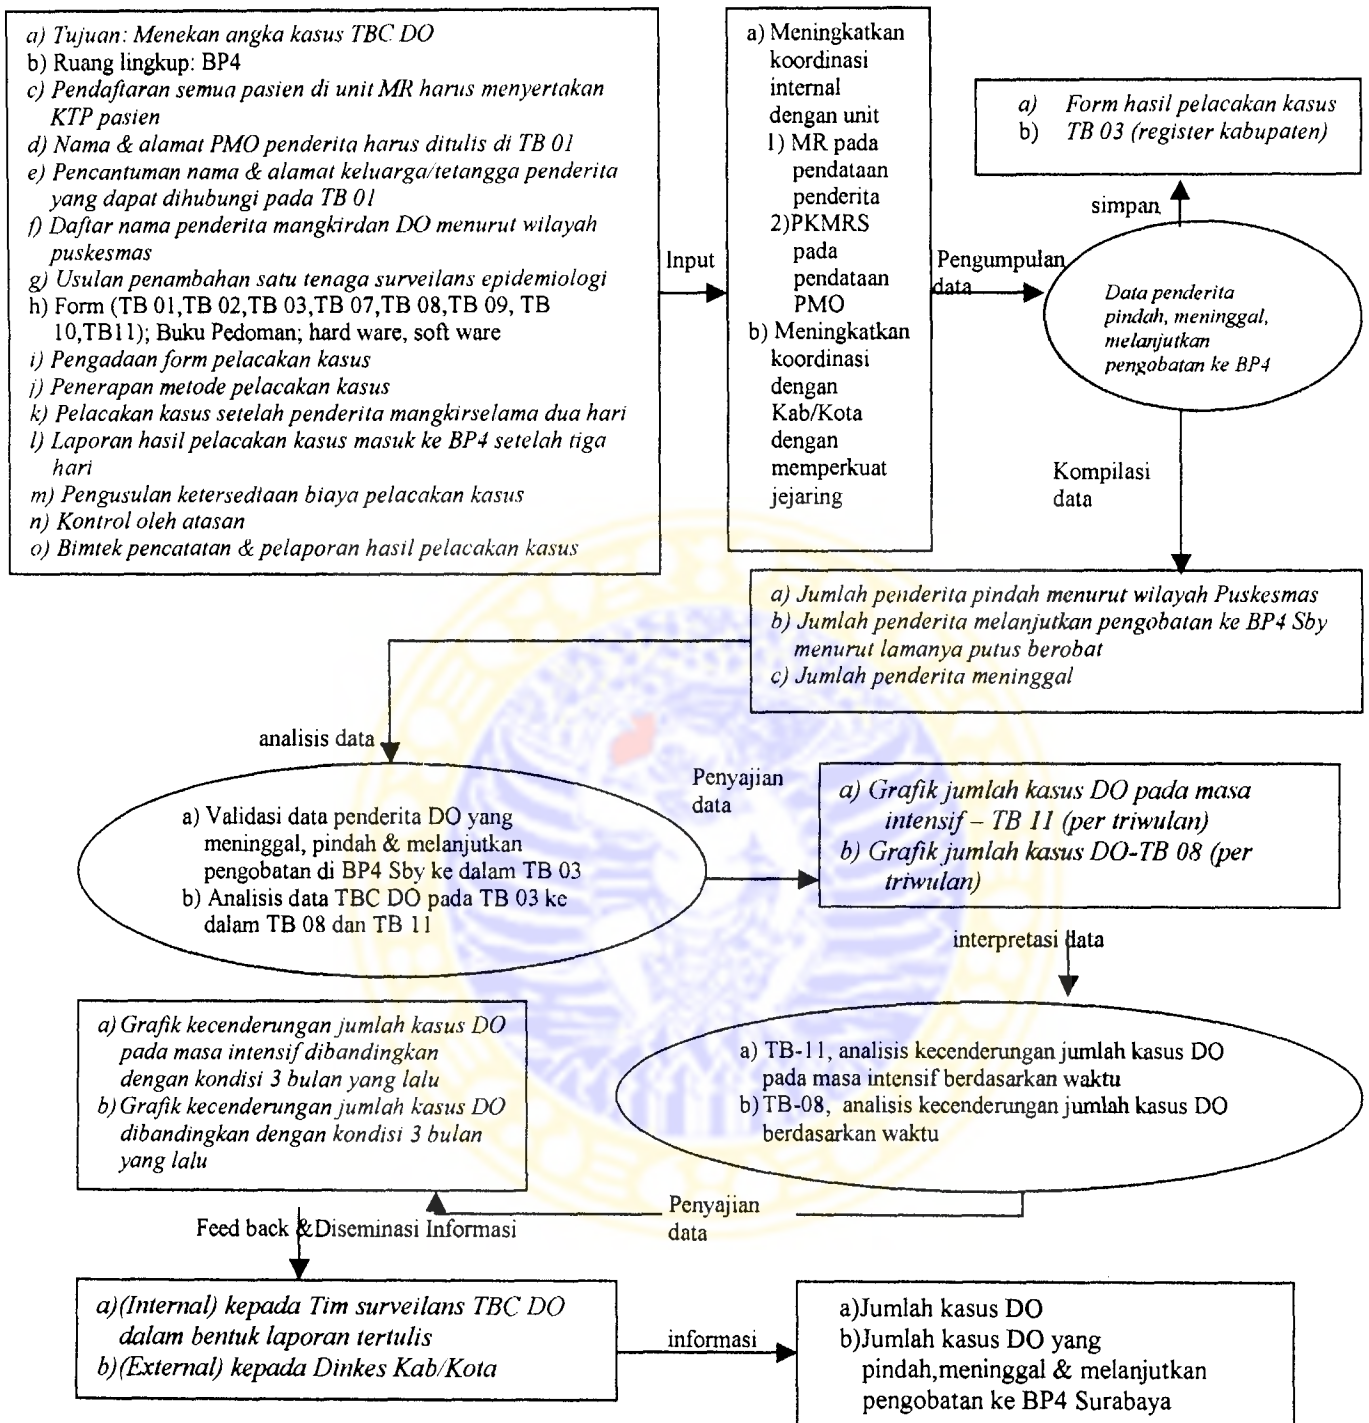 a) Tujuan: Menekan angka kasus TBC DO
b) Ruang lingkup: BP4
c) Pendaftaran semua pasien di unit MR harus menyertakan
KTP pasien
d) Nama & alamat PMO penderita harus ditulis di TB 01
e) Pencantuman nama & alamat keluarga/tetangga penderita
yang dapat dihubungi pada TB 01
f) Daftar nama penderita mangkirdan DO menurut wilayah
puskesmas
g) Usulan penambahan satu tenaga surveilans epidemiologi
h) Form (TB 01,TB 02,TB 03,TB 07,TB 08,TB 09, TB
10,TB11); Buku Pedoman; hard ware, soft ware
i) Pengadaan form pelacakan kasus
j) Penerapan metode pelacakan kasus
k) Pelacakan kasus setelah penderita mangkirselama dua hari
l) Laporan hasil pelacakan kasus masuk ke BP4 setelah tiga
hari
m) Pengusulan ketersediaan biaya pelacakan kasus
n) Kontrol oleh atasan
o) Bimtek pencatatan & pelaporan hasil pelacakan kasus
Input
a) Meningkatkan
koordinasi
internal
dengan unit
1) MR pada
pendataan
penderita
2)PKMRS
pada
pendataan
PMO
b) Meningkatkan
koordinasi
dengan
Kab/Kota
dengan
memperkuat
jejaring
Pengumpulan
data
a) Form hasil pelacakan kasus
b) TB 03 (register kabupaten)
simpan
Data penderita
pindah, meninggal,
melanjutkan
pengobatan ke BP4
Kompilasi
data
a) Jumlah penderita pindah menurut wilayah Puskesmas
b) Jumlah penderita melanjutkan pengobatan ke BP4 Sby
menurut lamanya putus berobat
c) Jumlah penderita meninggal
analisis data
a) Validasi data penderita DO yang
meninggal, pindah & melanjutkan
pengobatan di BP4 Sby ke dalam TB 03
b) Analisis data TBC DO pada TB 03 ke
dalam TB 08 dan TB 11
Penyajian
data
a) Grafik jumlah kasus DO pada masa
intensif – TB 11 (per triwulan)
b) Grafik jumlah kasus DO-TB 08 (per
triwulan)
interpretasi data
a) TB-11, analisis kecenderungan jumlah kasus DO
pada masa intensif berdasarkan waktu
b)TB-08, analisis kecenderungan jumlah kasus DO
berdasarkan waktu
Penyajian
data
a) Grafik kecenderungan jumlah kasus DO
pada masa intensif dibandingkan
dengan kondisi 3 bulan yang lalu
b) Grafik kecenderungan jumlah kasus DO
dibandingkan dengan kondisi 3 bulan
yang lalu
Feed back &Diseminasi Informasi
a)(Internal) kepada Tim surveilans TBC DO
dalam bentuk laporan tertulis
b)(External) kepada Dinkes Kab/Kota
informasi
a)Jumlah kasus DO
b)Jumlah kasus DO yang
pindah,meninggal & melanjutkan
pengobatan ke BP4 Surabaya